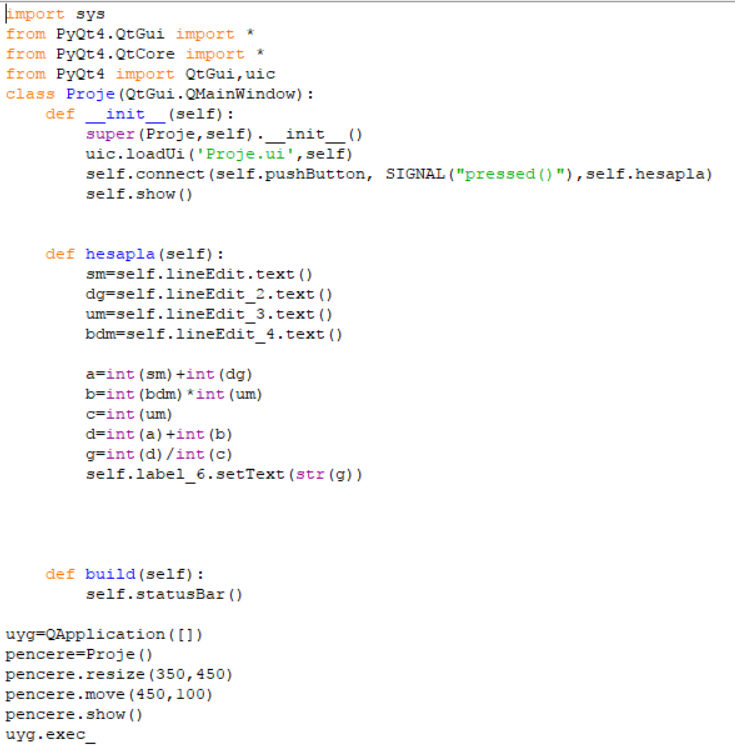 import sys
from PyQt4.QtGui import *
from PyQt4.QtCore import *
from PyQt4 import QtGui,uic
class Proje(QtGui.QMainWindow):
    def __init__(self):
        super(Proje,self).__init__()
        uic.loadUi('Proje.ui',self)
        self.connect(self.pushButton, SIGNAL("pressed()"),self.hesapla)
        self.show()
    def hesapla(self):
        sm=self.lineEdit.text()
        dg=self.lineEdit_2.text()
        um=self.lineEdit_3.text()
        bdm=self.lineEdit_4.text()
        a=int(sm)+int(dg)
        b=int(bdm)*int(um)
        c=int(um)
        d=int(a)+int(b)
        g=int(d)/int(c)
        self.label_6.setText(str(g))
    def build(self):
        self.statusBar()
uyg=QApplication([])
pencere=Proje()
pencere.resize(350,450)
pencere.move(450,100)
pencere.show()
uyg.exec_